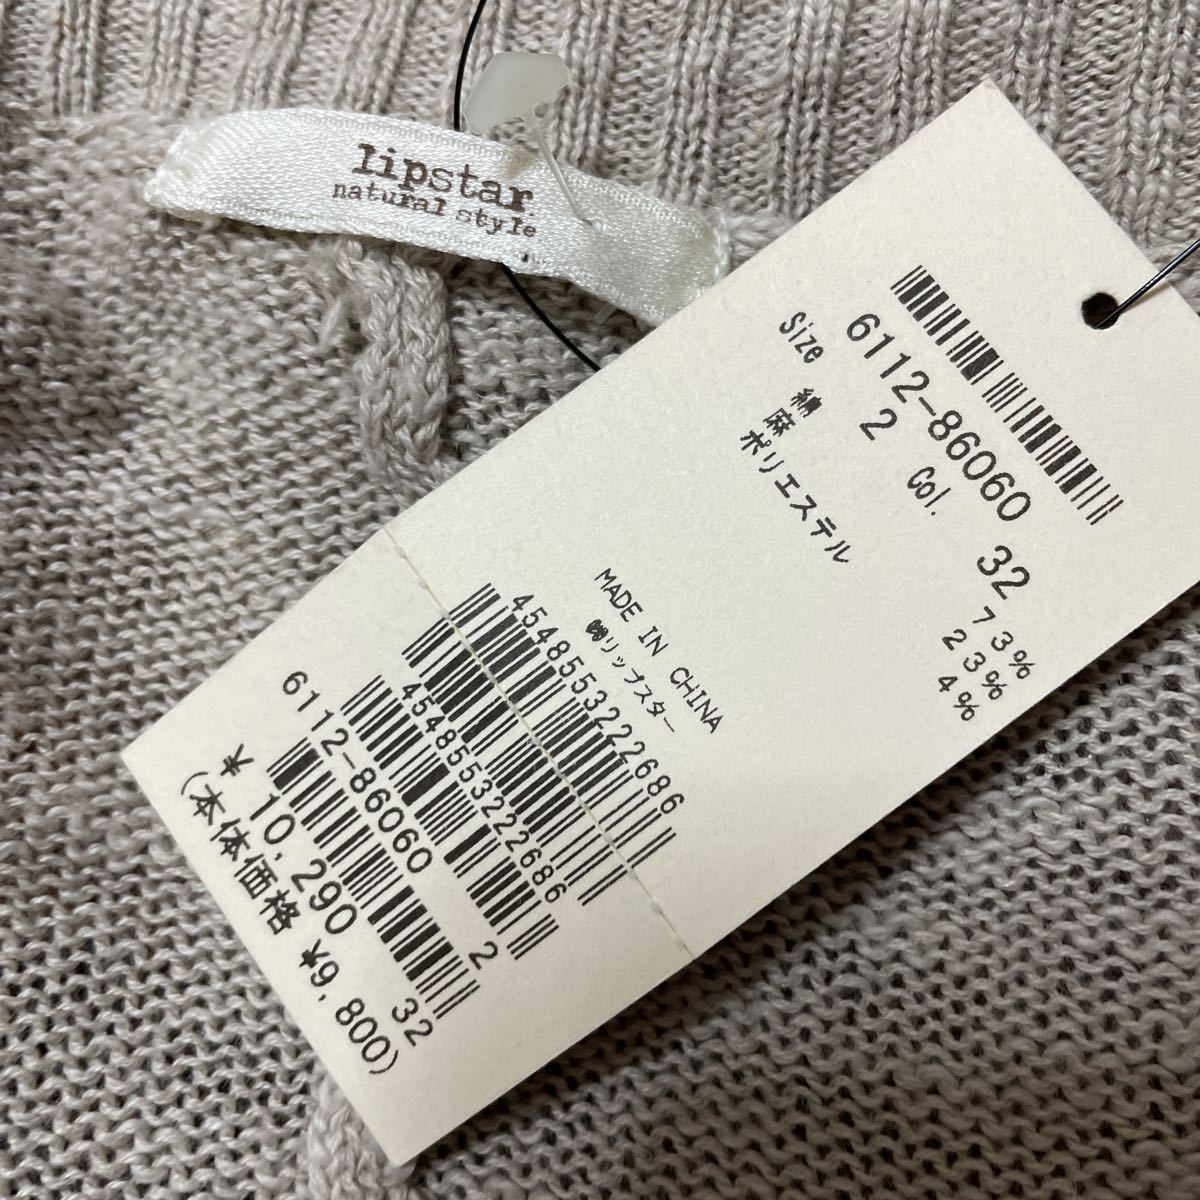 lipstar
natural style
6112-86060
Size 2 Col. 32
綿 73%
麻 23%
ポリエステル 4%
MADE IN CHINA
㈱リップスター
4548553222686
4548553222686
6112-86060 2
32
* 10,290
(本体価格 *9,800)